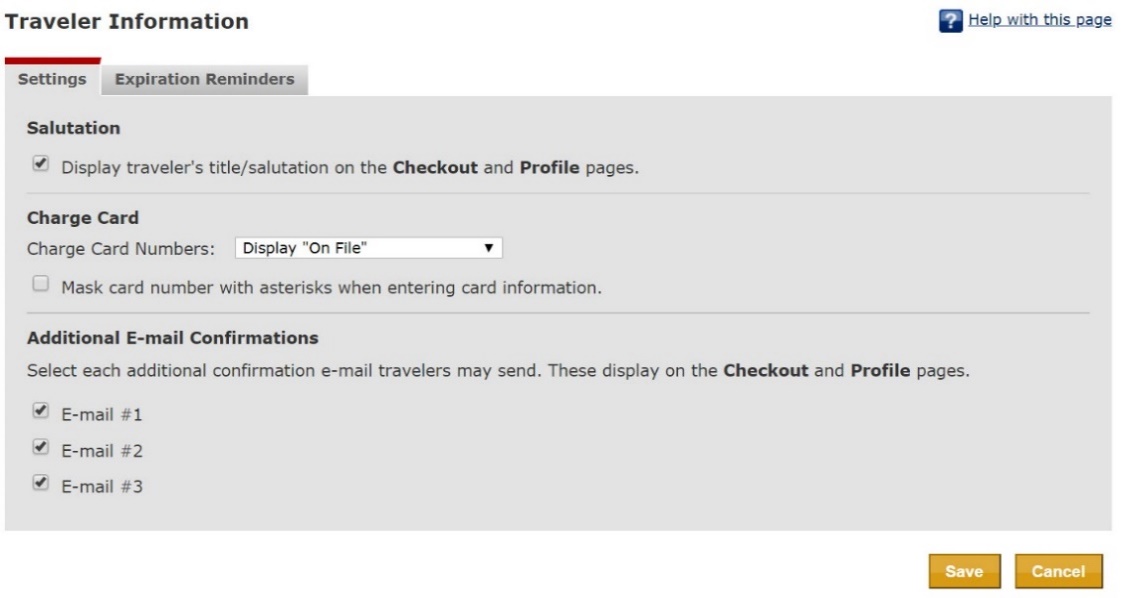 Traveler Information
? Help with this page
Settings
Expiration Reminders
Salutation
Display traveler's title/salutation on the Checkout and Profile pages.
Charge Card
Charge Card Numbers: Display "On File"
Mask card number with asterisks when entering card information.
Additional E-mail Confirmations
Select each additional confirmation e-mail travelers may send. These display on the Checkout and Profile pages.
E-mail #1
E-mail #2
E-mail #3
Save
Cancel